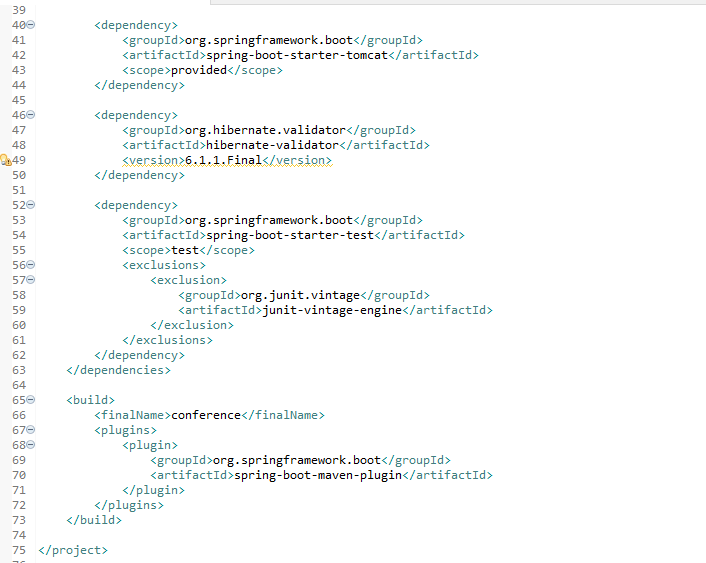 39
40 <dependency>
41 <groupId>org.springframework.boot</groupId>
42 <artifactId>spring-boot-starter-tomcat</artifactId>
43 <scope>provided</scope>
44 </dependency>
45
46 <dependency>
47 <groupId>org.hibernate.validator</groupId>
48 <artifactId>hibernate-validator</artifactId>
49 <version>6.1.1.Final</version>
50 </dependency>
51
52 <dependency>
53 <groupId>org.springframework.boot</groupId>
54 <artifactId>spring-boot-starter-test</artifactId>
55 <scope>test</scope>
56 <exclusions>
57 <exclusion>
58 <groupId>org.junit.vintage</groupId>
59 <artifactId>junit-vintage-engine</artifactId>
60 </exclusion>
61 </exclusions>
62 </dependency>
63 </dependencies>
64
65 <build>
66 <finalName>conference</finalName>
67 <plugins>
68 <plugin>
69 <groupId>org.springframework.boot</groupId>
70 <artifactId>spring-boot-maven-plugin</artifactId>
71 </plugin>
72 </plugins>
73 </build>
74
75 </project>